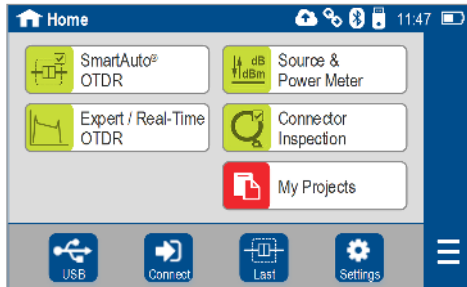 Home
11:47
SmartAuto®
OTDR
dB
dBm
Source &
Power Meter
Expert / Real-Time
OTDR
Connector
Inspection
My Projects
USB
Connect
Last
Settings